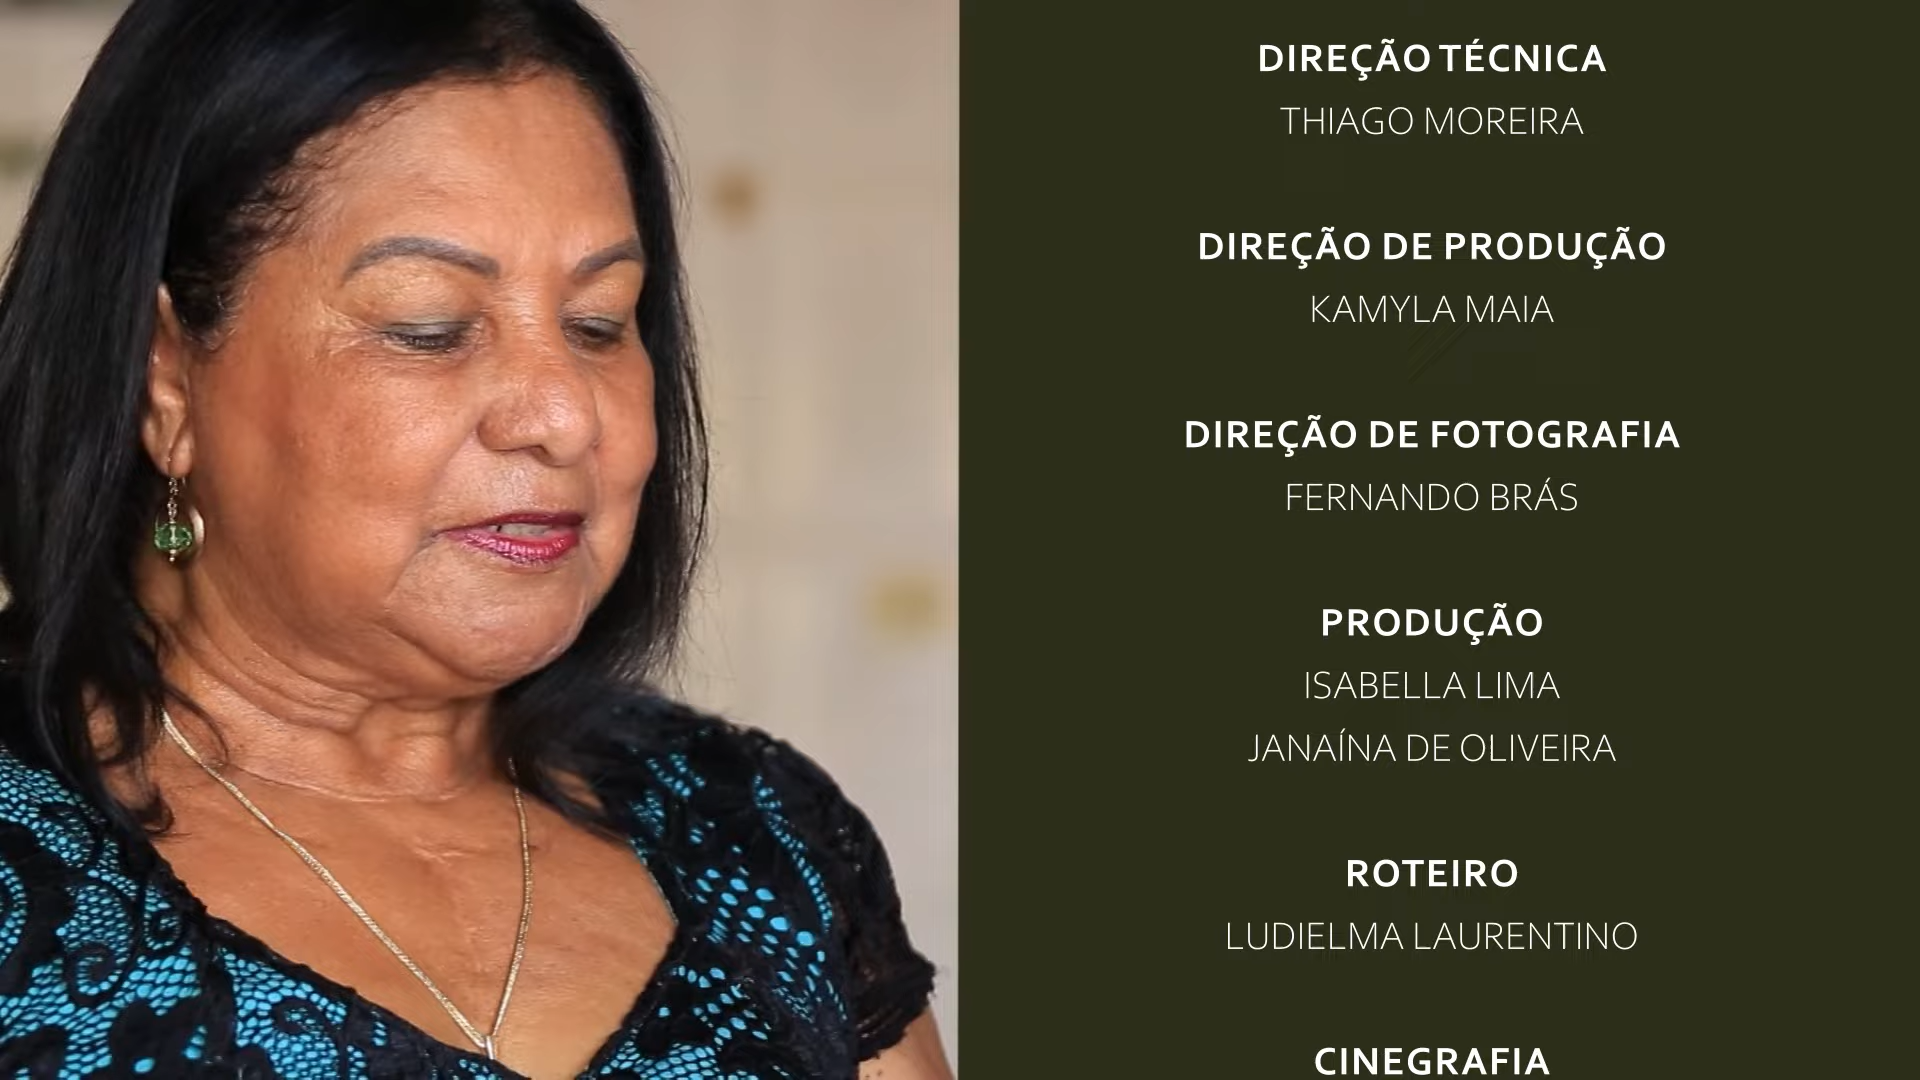 DIREÇÃO TÉCNICA
THIAGO MOREIRA
DIREÇÃO DE PRODUÇÃO
KAMYLA MAIA
DIREÇÃO DE FOTOGRAFIA
FERNANDO BRÁS
PRODUÇÃO
ISABELLA LIMA
JANAÍNA DE OLIVEIRA
ROTEIRO
LUDIELMA LAURENTINO
CINEGRAFIA